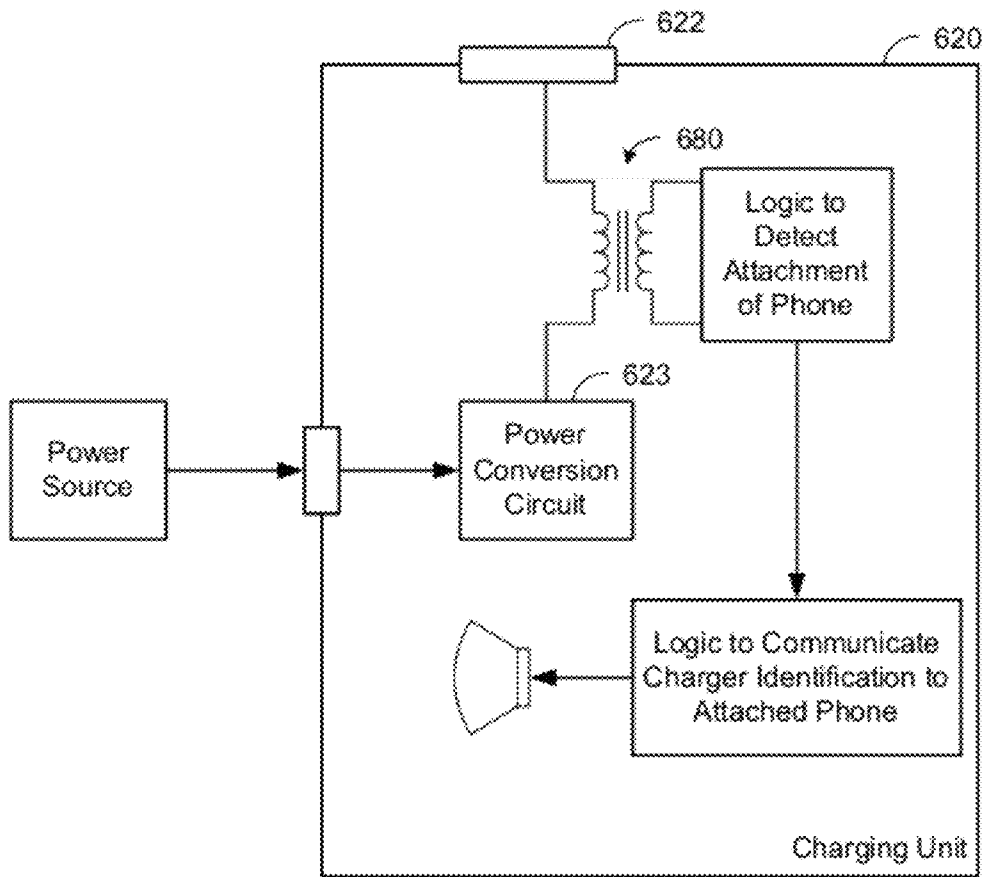 622
620
680
Logic to
Detect
Attachment
of Phone
623
Power
Source
Power
Conversion
Circuit
Logic to Communicate
Charger Identification to
Attached Phone
Charging Unit